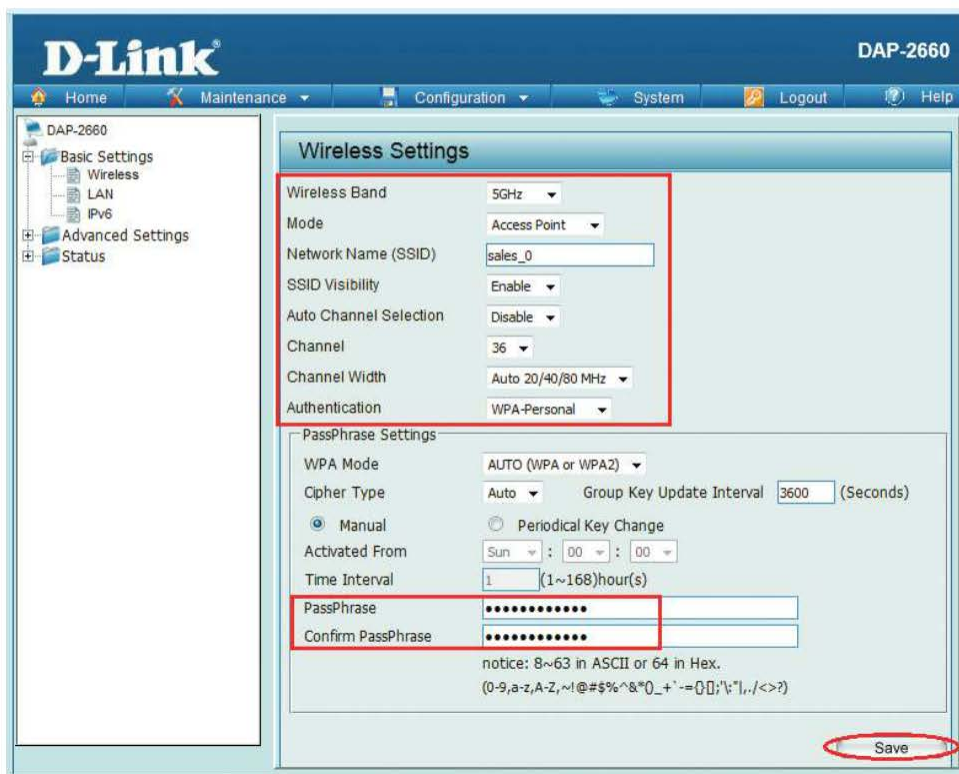 D-Link®
DAP-2660
Home Maintenance Configuration System Logout Help
DAP-2660
Basic Settings
Wireless
LAN
IPv6
Advanced Settings
Status
Wireless Settings
Wireless Band 5GHz
Mode Access Point
Network Name (SSID) sales_0
SSID Visibility Enable
Auto Channel Selection Disable
Channel 36
Channel Width Auto 20/40/80 MHz
Authentication WPA-Personal
PassPhrase Settings
WPA Mode AUTO (WPA or WPA2)
Cipher Type Auto Group Key Update Interval 3600 (Seconds)
Manual Periodical Key Change
Activated From Sun : 00 : 00
Time Interval 1 (1~168)hour(s)
PassPhrase ••••••••••••
Confirm PassPhrase ••••••••••••
notice: 8~63 in ASCII or 64 in Hex.
(0-9,a-z,A-Z,~!@#$%^&*()_+`-={}[];'\:"|,./<>?)
Save